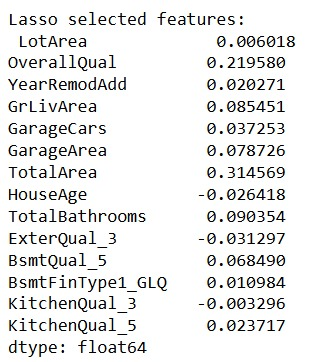 Lasso selected features:
 LotArea             0.006018
OverallQual          0.219580
YearRemodAdd         0.020271
GrLivArea            0.085451
GarageCars           0.037253
GarageArea           0.078726
TotalArea            0.314569
HouseAge            -0.026418
TotalBathrooms       0.090354
ExterQual_3         -0.031297
BsmtQual_5           0.068490
BsmtFinType1_GLQ     0.010984
KitchenQual_3       -0.003296
KitchenQual_5        0.023717
dtype: float64